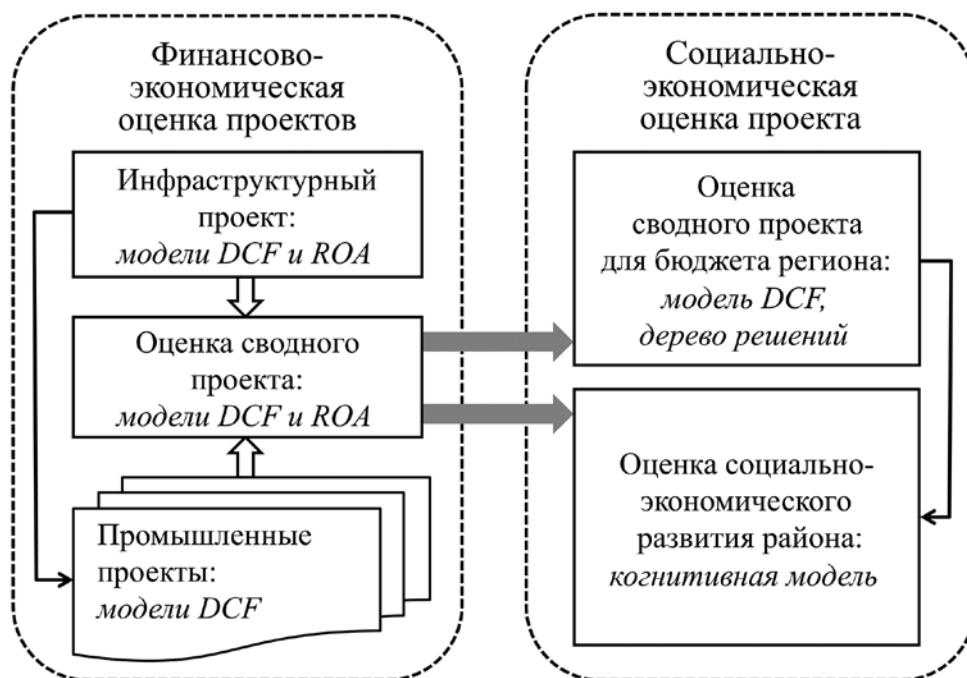 Финансово-
экономическая
оценка проектов
Инфраструктурный
проект:
модели DCF и ROA
Оценка сводного
проекта:
модели DCF и ROA
Промышленные
проекты:
модели DCF
Социально-
экономическая
оценка проекта
Оценка
сводного проекта
для бюджета региона:
модель DCF,
дерево решений
Оценка социально-
экономического
развития района:
когнитивная модель